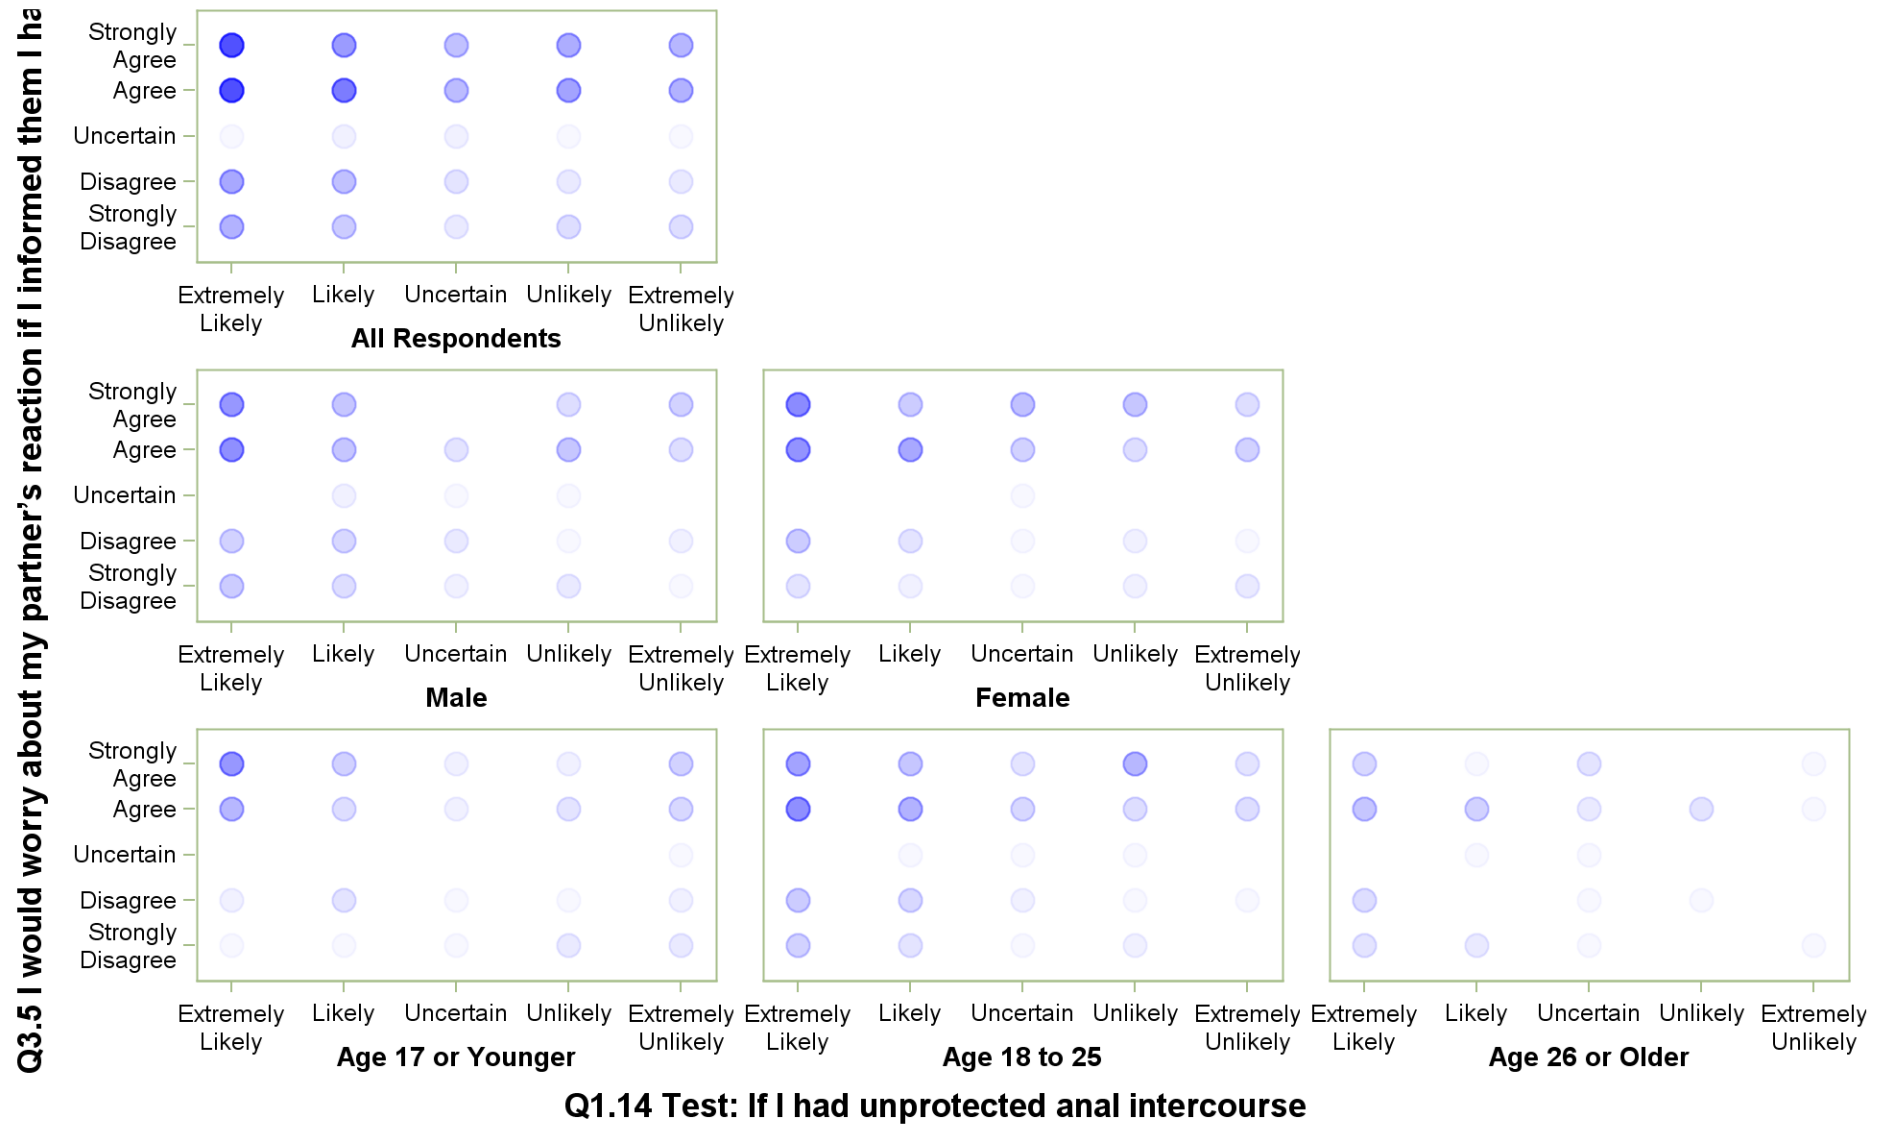 Q3.5 I would worry about my partner’s reaction if I informed them I
Strongly
Agree
Agree
Uncertain
Disagree
Strongly
Disagree
Extremely
Likely
Likely
Uncertain
Unlikely
Extremely
Unlikely
All Respondents
Strongly
Agree
Agree
Uncertain
Disagree
Strongly
Disagree
Extremely
Likely
Likely
Uncertain
Unlikely
Extremely
Unlikely
Male
Extremely
Likely
Likely
Uncertain
Unlikely
Extremely
Unlikely
Female
Strongly
Agree
Agree
Uncertain
Disagree
Strongly
Disagree
Extremely
Likely
Likely
Uncertain
Unlikely
Extremely
Unlikely
Age 17 or Younger
Extremely
Likely
Likely
Uncertain
Unlikely
Extremely
Unlikely
Age 18 to 25
Extremely
Likely
Likely
Uncertain
Unlikely
Extremely
Unlikely
Age 26 or Older
Q1.14 Test: If I had unprotected anal intercourse